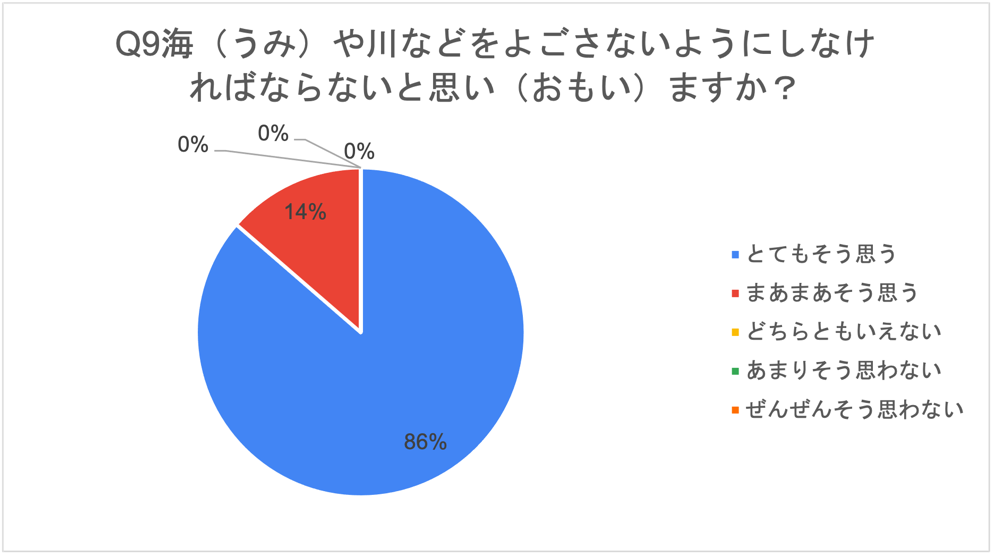 Q9海（うみ）や川などをよごさないようにしなけ
ればならないと思い（おもい）ますか？
0%
0%
0%
14%
86%
とてもそう思う
まあまあそう思う
どちらともいえない
あまりそう思わない
ぜんぜんそう思わない